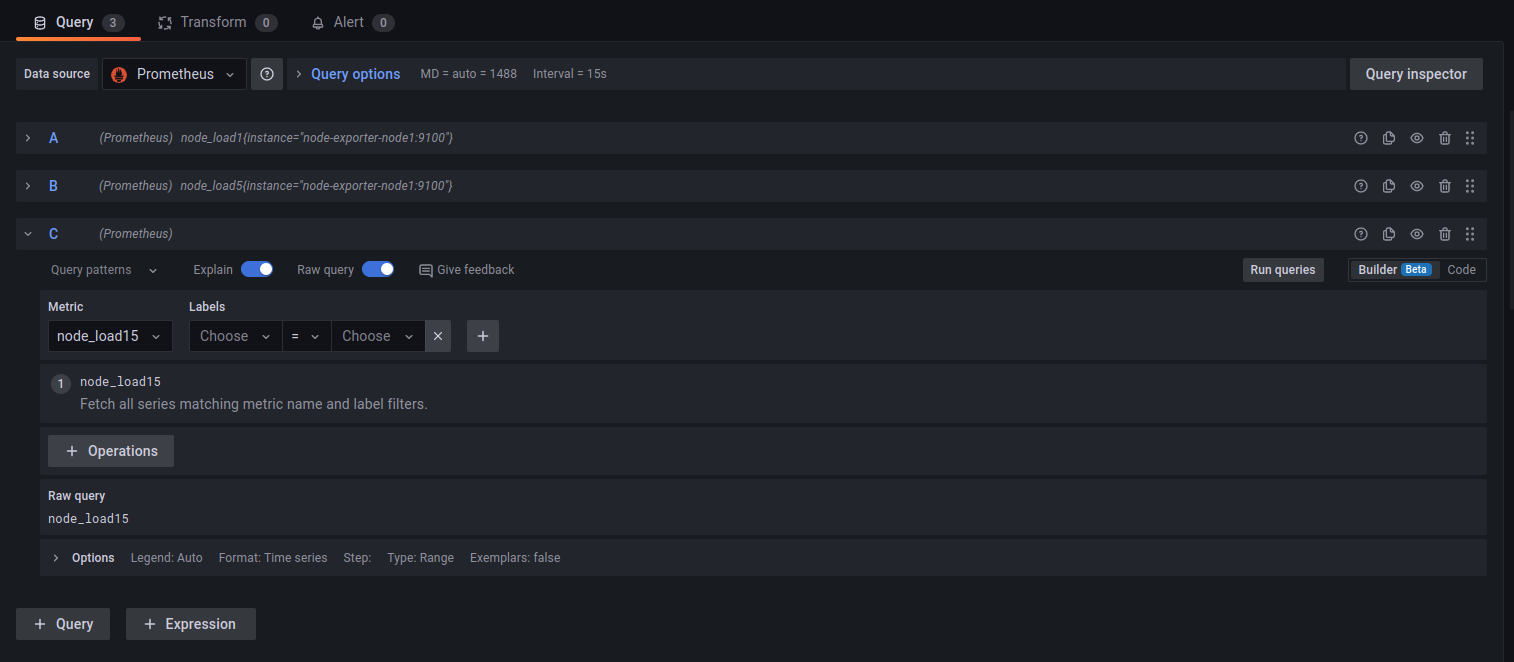 Query 3 Transform 0 Alert 0
Data source Prometheus Query options MD = auto = 1488 Interval = 15s Query inspector
A (Prometheus) node_load1{instance="node-exporter-node1:9100"}
B (Prometheus) node_load5{instance="node-exporter-node1:9100"}
C (Prometheus)
Query patterns Explain Raw query Give feedback Run queries Builder Beta Code
Metric Labels
node_load15 Choose = Choose
1 node_load15
Fetch all series matching metric name and label filters.
+ Operations
Raw query
node_load15
Options Legend: Auto Format: Time series Step: Type: Range Exemplars: false
+ Query + Expression